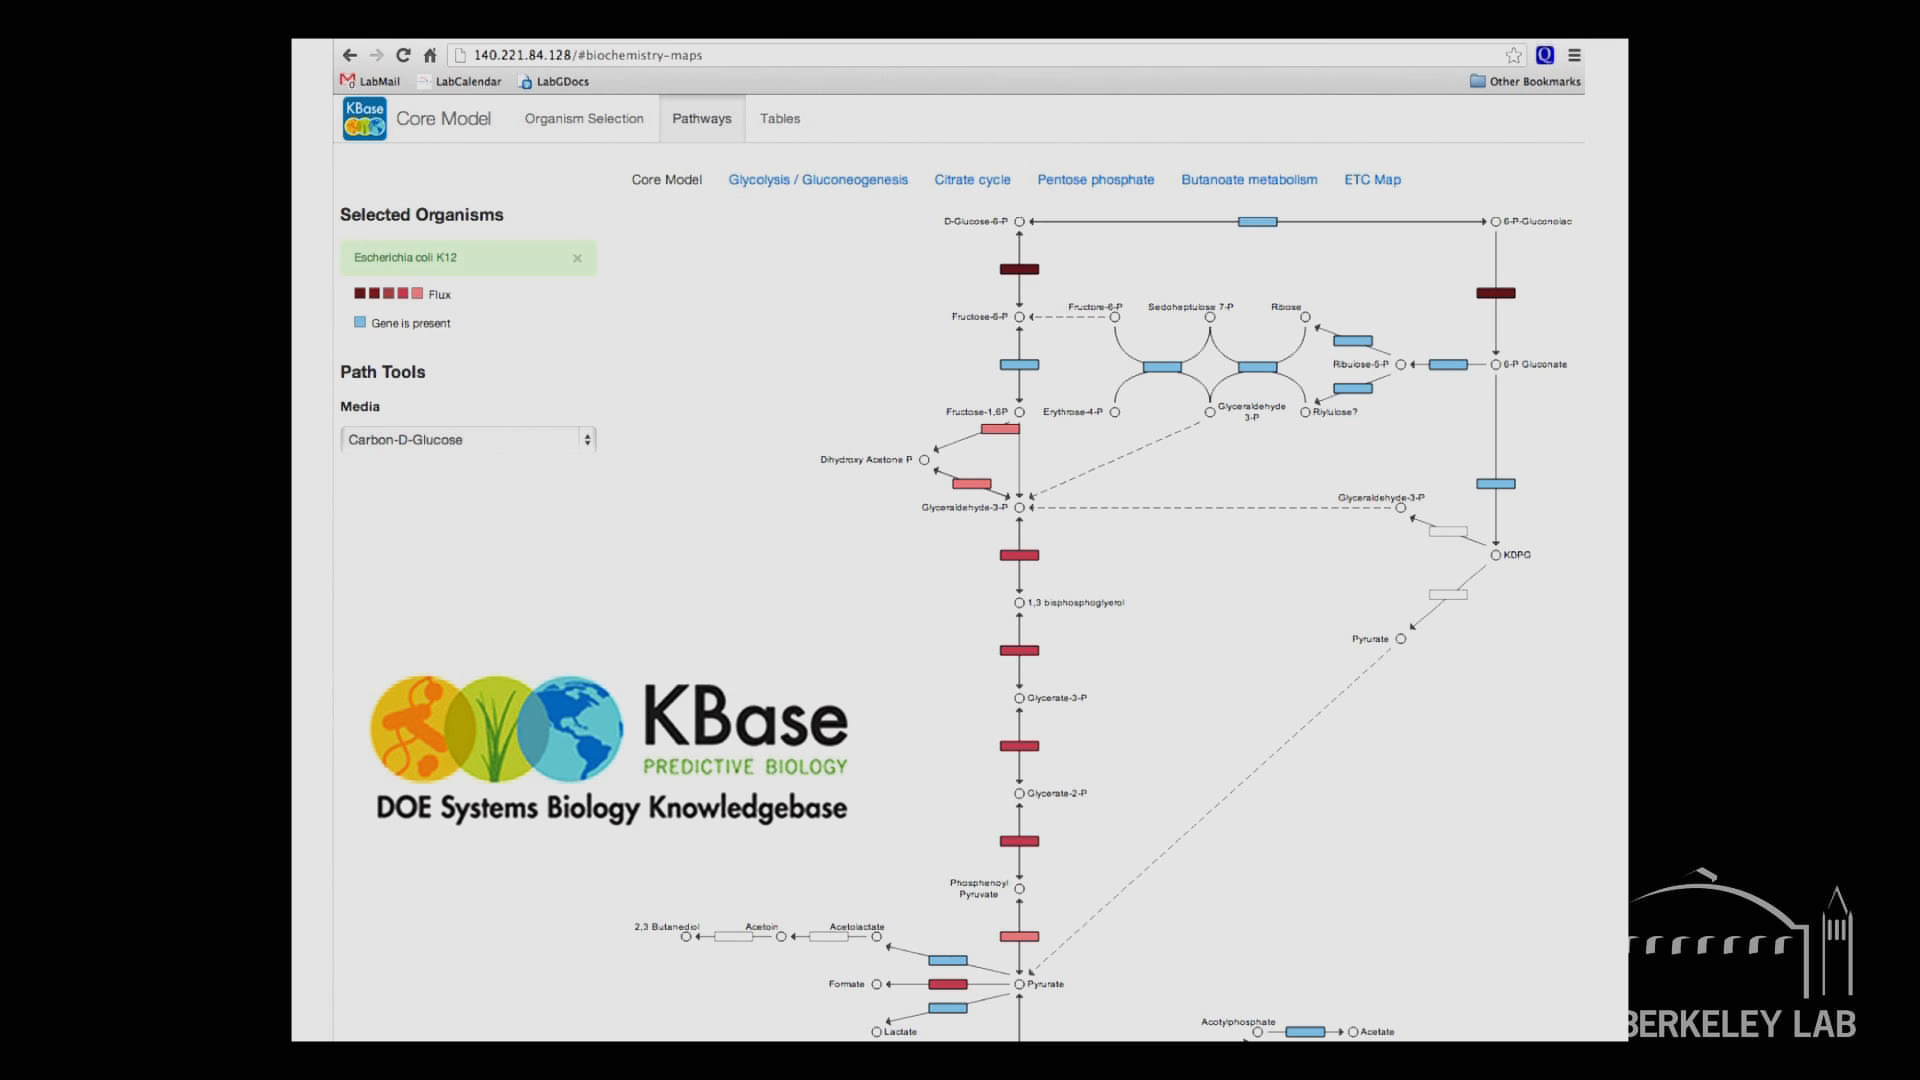 140.221.84.128/#biochemistry-maps
LabMail
LabCalendar
LabGDocs
Other Bookmarks
KBase
Core Model
Organism Selection
Pathways
Tables
Core Model
Glycolysis / Gluconeogenesis
Citrate cycle
Pentose phosphate
Butanoate metabolism
ETC Map
Selected Organisms
Escherichia coli K12
Flux
Gene is present
Path Tools
Media
Carbon-D-Glucose
D-Glucose-6-P
6-P-Gluconolac
Fructose-6-P
Fructore-6-P
Sedoheptulose 7-P
Ribose
Ribulose-5-P
6-P Gluconate
Fructose-1,6P
Erythrose-4-P
Glyceraldehyde
3-P
Riylulose?
Dihydroxy Acetone P
Glyceraldehyde-3-P
Glyceraldehyde-3-P
KDPG
1,3 bisphosphoglyerol
Pyrurate
Glycerate-3-P
Glycerate-2-P
Phosphenoyl
Pyruvate
2,3 Butanediol
Acetoin
Acetolactate
Formate
Pyrurate
Lactate
Acotylphosphate
Acetate
KBase
PREDICTIVE BIOLOGY
DOE Systems Biology Knowledgebase
BERKELEY LAB